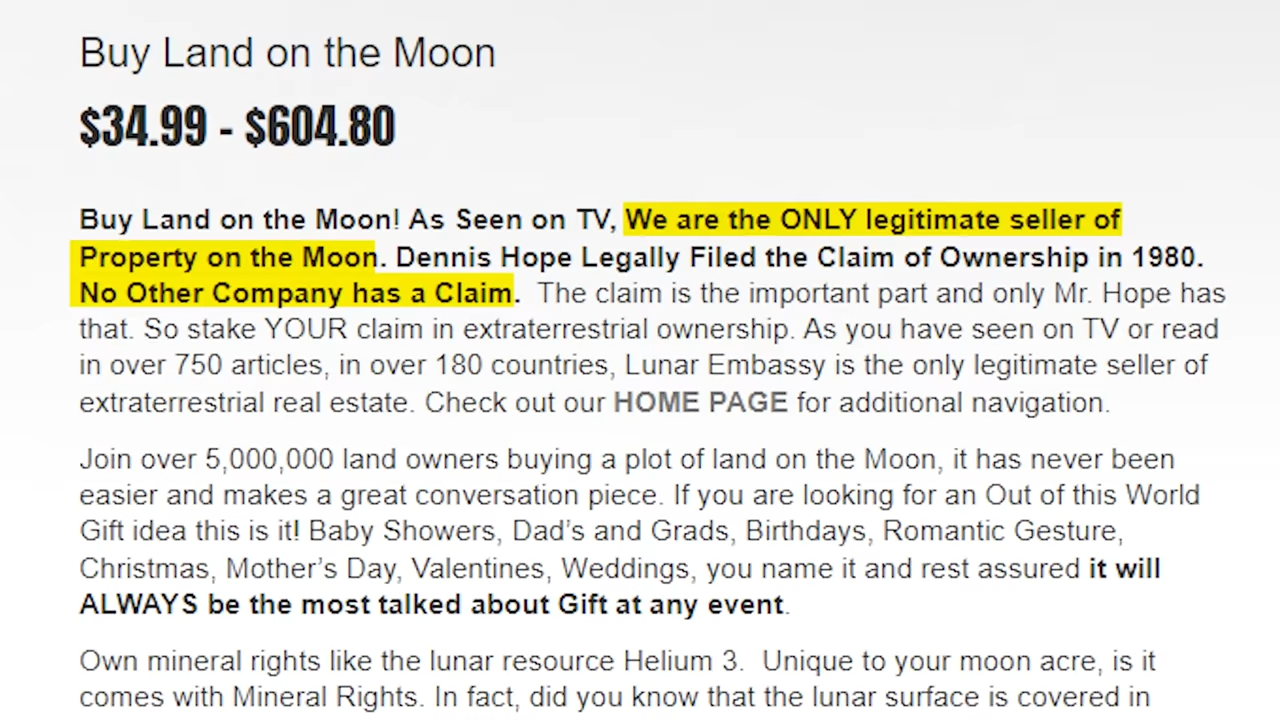 Buy Land on the Moon
$34.99 - $604.80
Buy Land on the Moon! As Seen on TV, We are the ONLY legitimate seller of
Property on the Moon. Dennis Hope Legally Filed the Claim of Ownership in 1980.
No Other Company has a Claim.  The claim is the important part and only Mr. Hope has
that. So stake YOUR claim in extraterrestrial ownership. As you have seen on TV or read
in over 750 articles, in over 180 countries, Lunar Embassy is the only legitimate seller of
extraterrestrial real estate. Check out our HOME PAGE for additional navigation.
Join over 5,000,000 land owners buying a plot of land on the Moon, it has never been
easier and makes a great conversation piece. If you are looking for an Out of this World
Gift idea this is it! Baby Showers, Dad’s and Grads, Birthdays, Romantic Gesture,
Christmas, Mother’s Day, Valentines, Weddings, you name it and rest assured it will
ALWAYS be the most talked about Gift at any event.
Own mineral rights like the lunar resource Helium 3.  Unique to your moon acre, is it
comes with Mineral Rights. In fact, did you know that the lunar surface is covered in